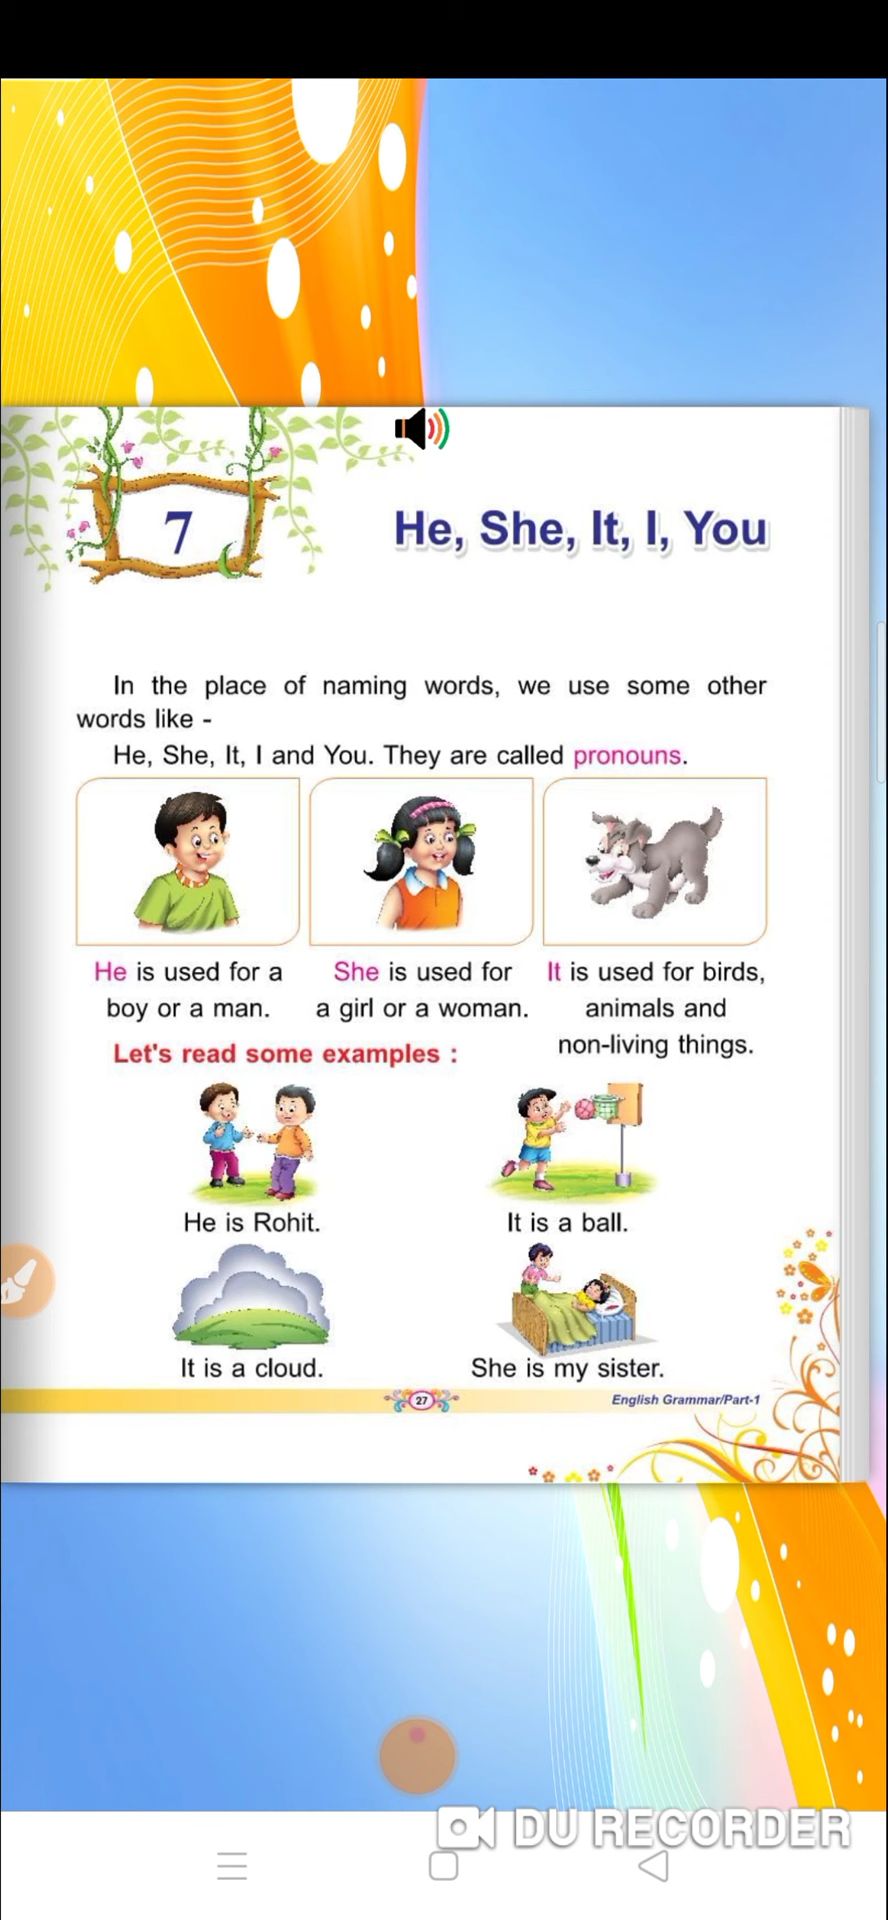 7
He, She, It, I, You
In the place of naming words, we use some other
words like -
He, She, It, I and You. They are called pronouns.
He is used for a
boy or a man.
She is used for
a girl or a woman.
It is used for birds,
animals and
non-living things.
Let's read some examples :
He is Rohit.
It is a ball.
It is a cloud.
She is my sister.
27
English Grammar/Part-1
DU RECORDER